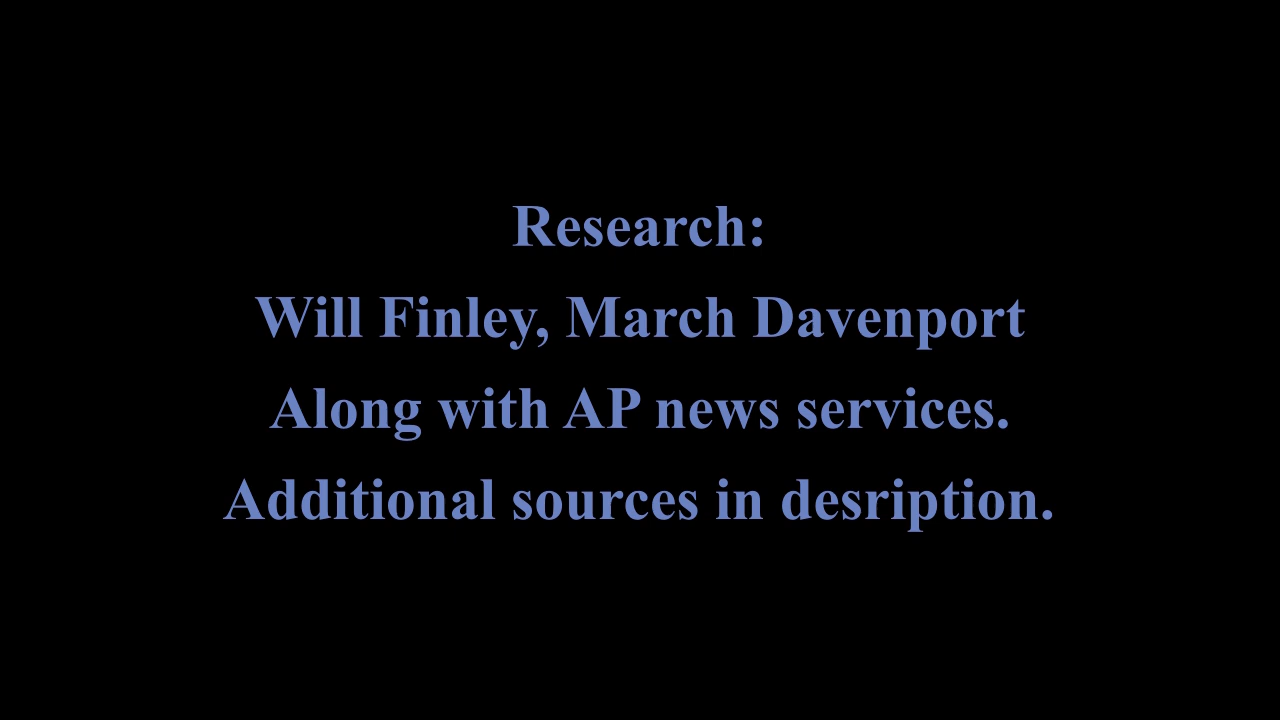 Research:
Will Finley, March Davenport
Along with AP news services.
Additional sources in desription.